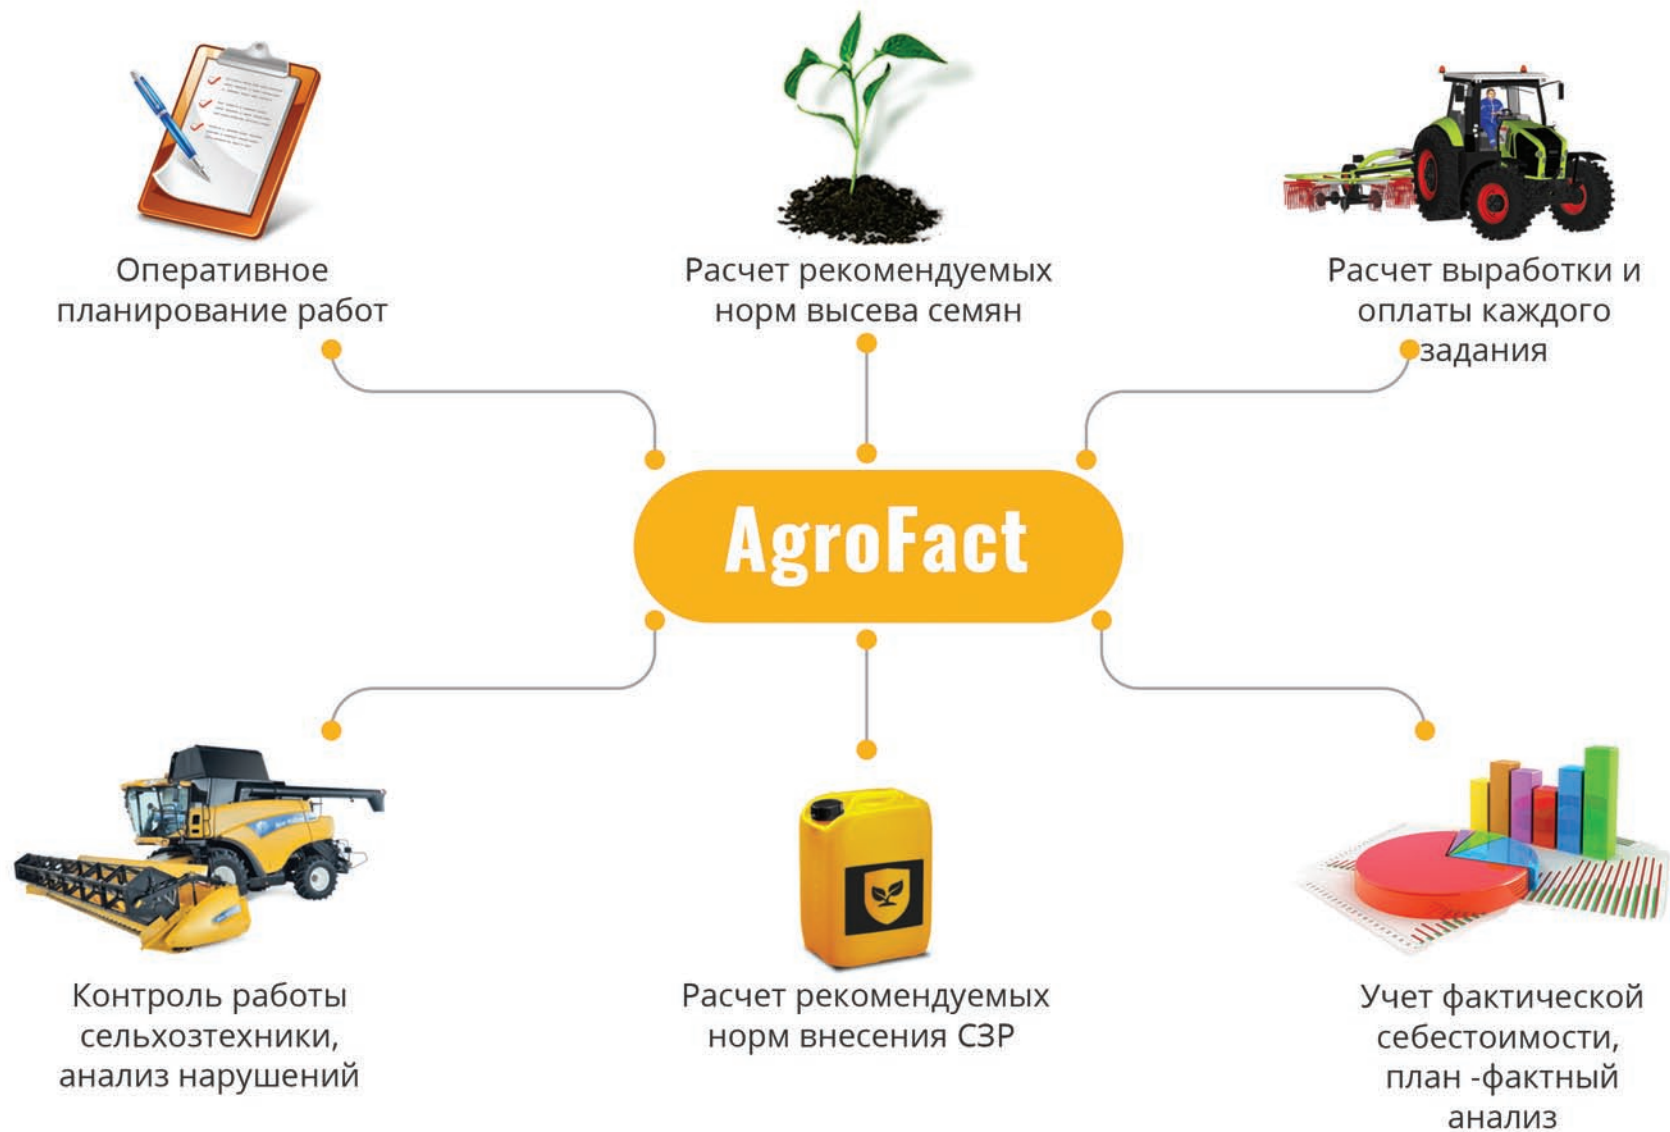 Оперативное
планирование работ
Расчет рекомендуемых
норм высева семян
Расчет выработки и
оплаты каждого
задания
AgroFact
Контроль работы
сельхозтехники,
анализ нарушений
Расчет рекомендуемых
норм внесения СЗР
Учет фактической
себестоимости,
план -фактный
анализ